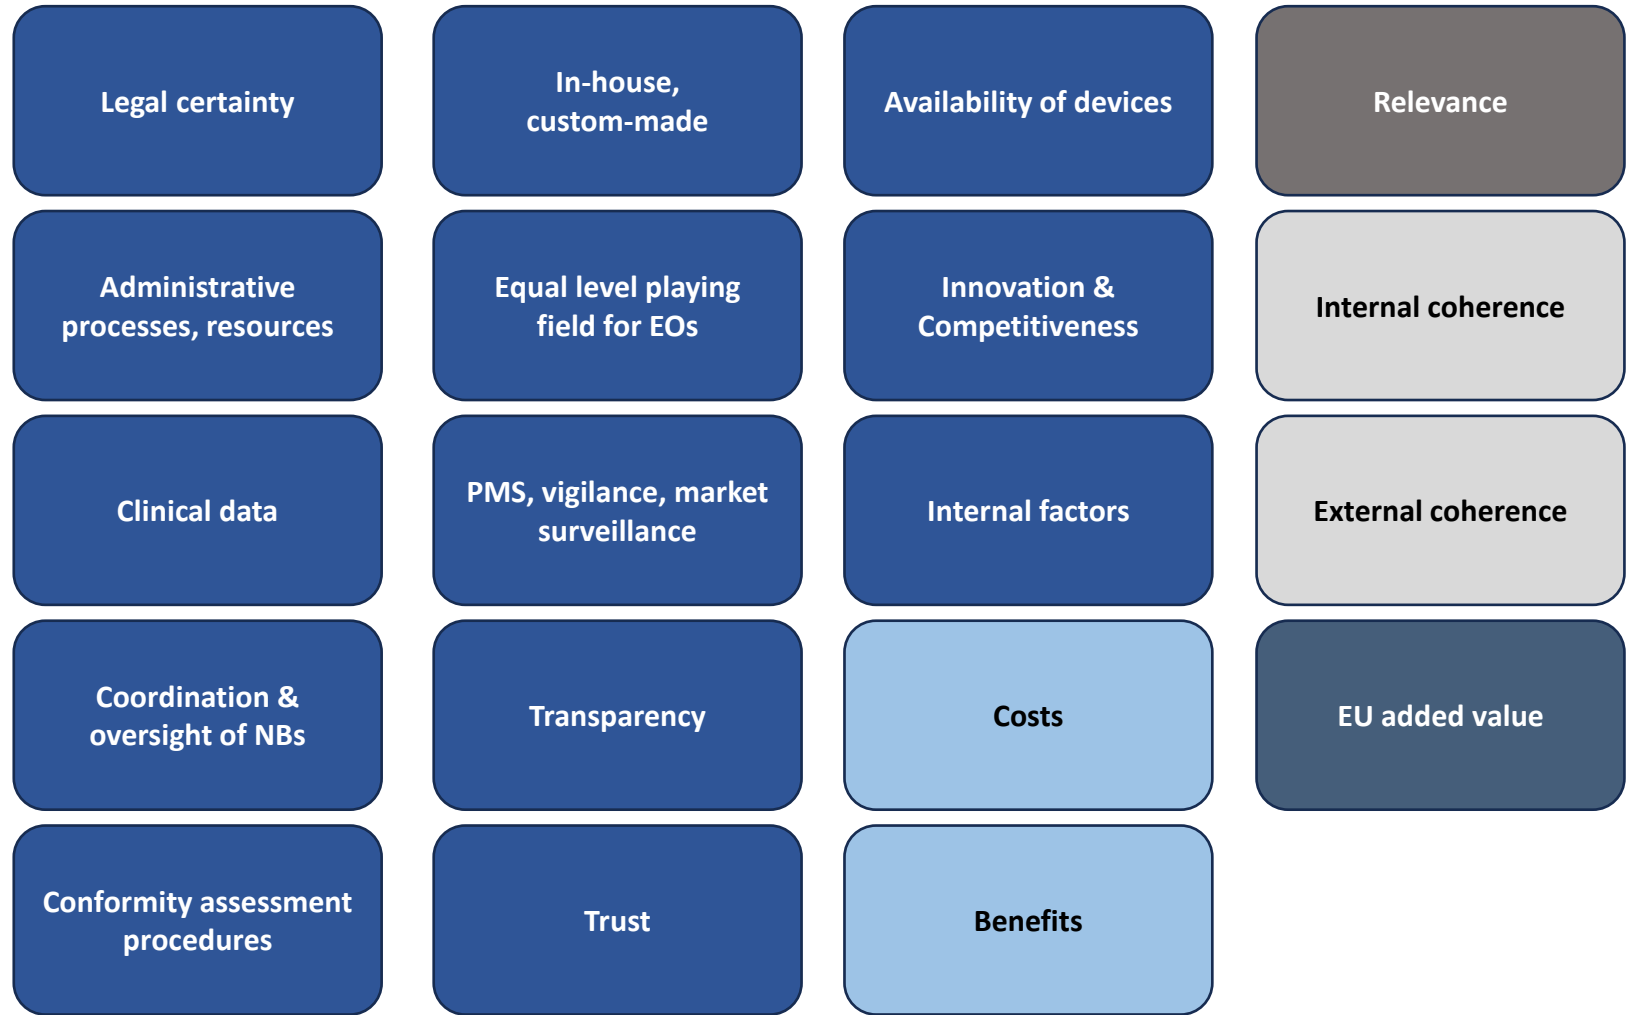 Legal certainty
In-house,
custom-made
Availability of devices
Relevance
Administrative
processes, resources
Equal level playing
field for EOs
Innovation &
Competitiveness
Internal coherence
Clinical data
PMS, vigilance, market
surveillance
Internal factors
External coherence
Coordination &
oversight of NBs
Transparency
Costs
EU added value
Conformity assessment
procedures
Trust
Benefits